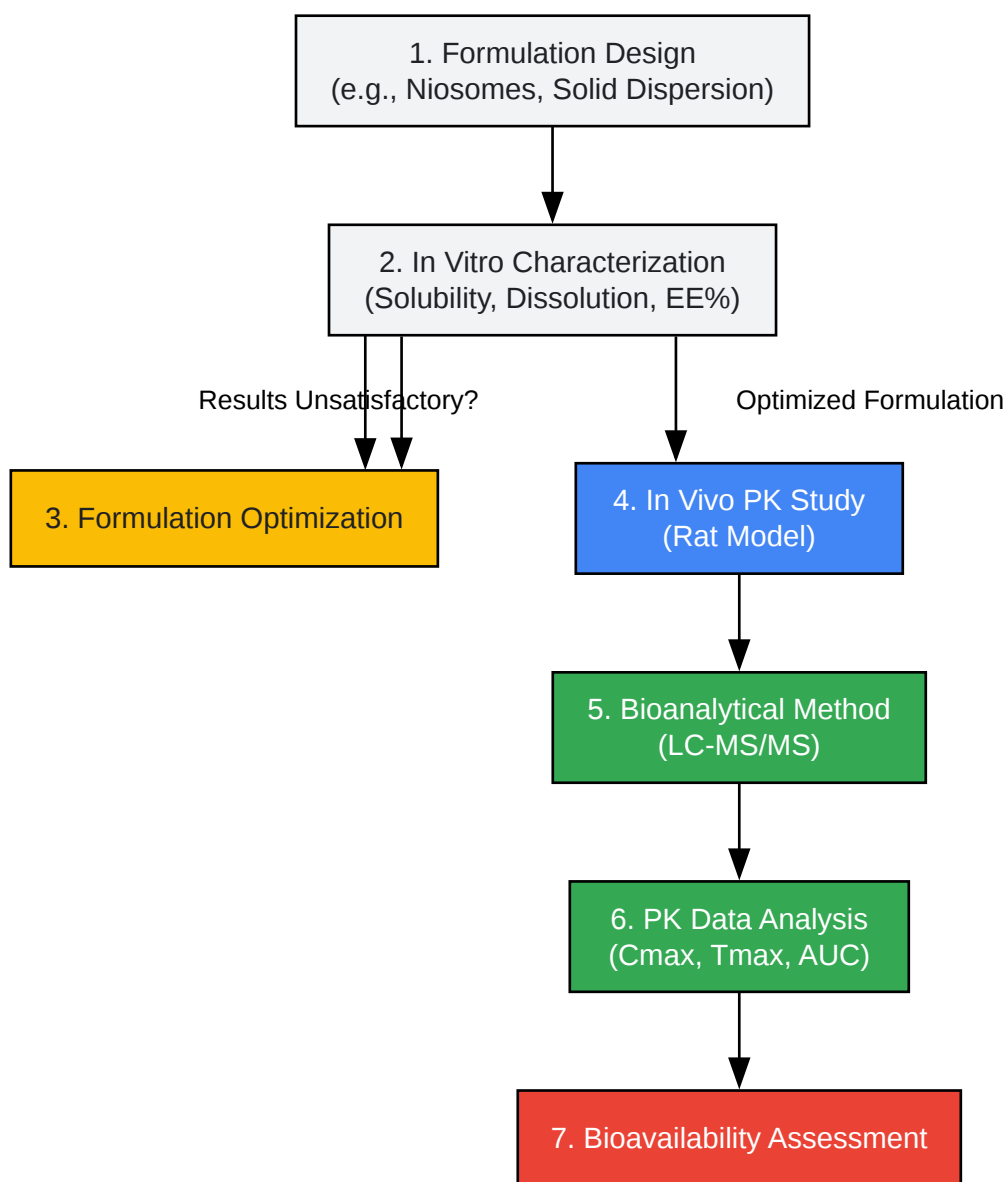 1. Formulation Design
(e.g., Niosomes, Solid Dispersion)
2. In Vitro Characterization
(Solubility, Dissolution, EE%)
Results Unsatisfactory?
Optimized Formulation
3. Formulation Optimization
4. In Vivo PK Study
(Rat Model)
5. Bioanalytical Method
(LC-MS/MS)
6. PK Data Analysis
(Cmax, Tmax, AUC)
7. Bioavailability Assessment